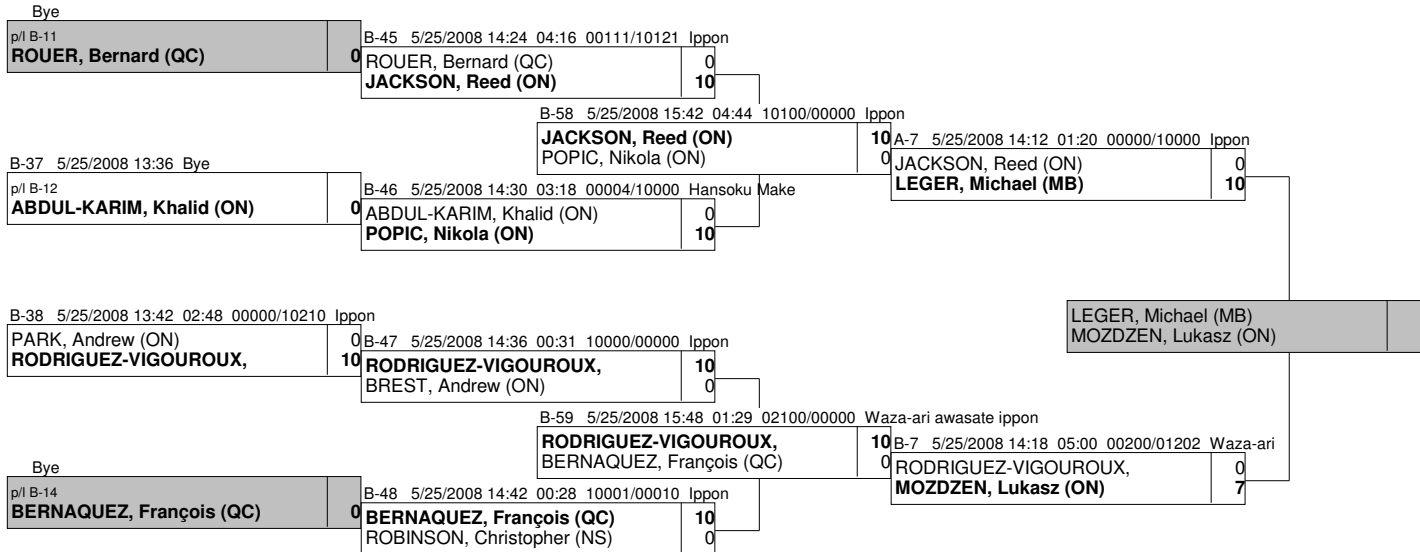 Bye
p/l B-11
ROUER, Bernard (QC) 0
B-45 5/25/2008 14:24 04:16 00111/10121 Ippon
ROUER, Bernard (QC) 0
JACKSON, Reed (ON) 10
B-58 5/25/2008 15:42 04:44 10100/00000 Ippon
JACKSON, Reed (ON) 10
POPIC, Nikola (ON) 0
A-7 5/25/2008 14:12 01:20 00000/10000 Ippon
JACKSON, Reed (ON) 0
LEGER, Michael (MB) 10
B-37 5/25/2008 13:36 Bye
p/l B-12
ABDUL-KARIM, Khalid (ON) 0
B-46 5/25/2008 14:30 03:18 00004/10000 Hansoku Make
ABDUL-KARIM, Khalid (ON) 0
POPIC, Nikola (ON) 10
LEGER, Michael (MB)
MOZDZEN, Lukasz (ON)
B-38 5/25/2008 13:42 02:48 00000/10210 Ippon
PARK, Andrew (ON) 0
RODRIGUEZ-VIGOUROUX, 10
B-47 5/25/2008 14:36 00:31 10000/00000 Ippon
RODRIGUEZ-VIGOUROUX, 10
BREST, Andrew (ON) 0
B-59 5/25/2008 15:48 01:29 02100/00000 Waza-ari awasate ippon
RODRIGUEZ-VIGOUROUX, 10
BERNAQUEZ, François (QC) 0
B-7 5/25/2008 14:18 05:00 00200/01202 Waza-ari
RODRIGUEZ-VIGOUROUX, 0
MOZDZEN, Lukasz (ON) 7
Bye
p/l B-14
BERNAQUEZ, François (QC) 0
B-48 5/25/2008 14:42 00:28 10001/00010 Ippon
BERNAQUEZ, François (QC) 10
ROBINSON, Christopher (NS) 0